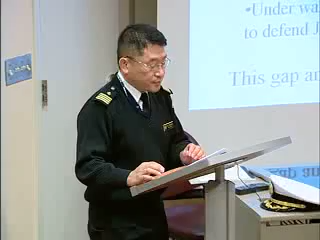 •Under wa
to defend J
This gap an